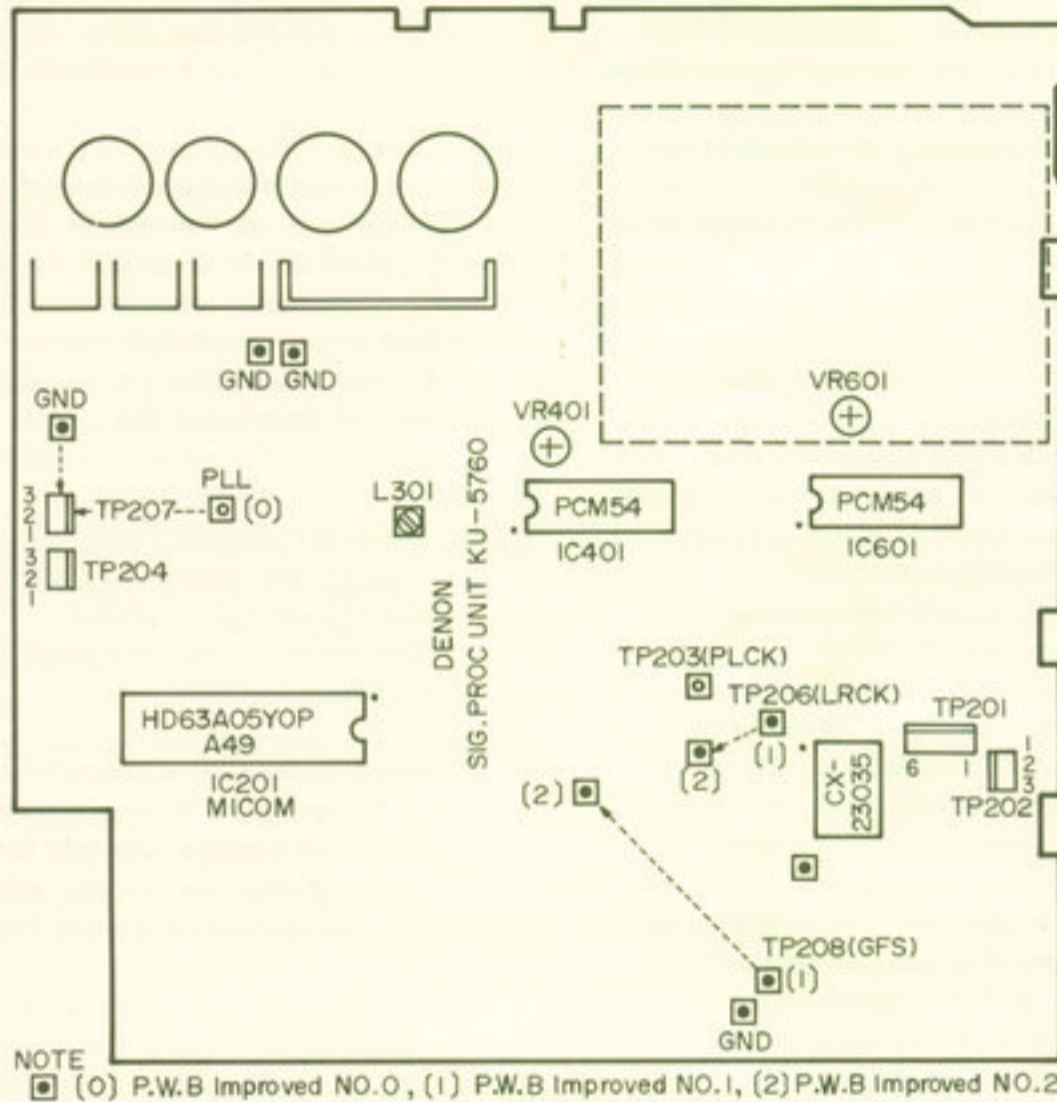 GND GND
GND
VR401
VR601
PLL
(0)
L301
3
2
1
TP207
3
2
1
TP204
PCM54
IC401
PCM54
IC601
DENON
SIG. PROC UNIT KU-5760
TP203(PLCK)
TP206(LRCK)
(1)
(2)
TP201
6 1
1
2
3
TP202
HD63A05YOP
A49
IC201
MICOM
CX-
23035
(2)
TP208(GFS)
(1)
GND
NOTE
(0) P.W.B Improved NO.0, (1) P.W.B Improved NO.1, (2) P.W.B Improved NO.2